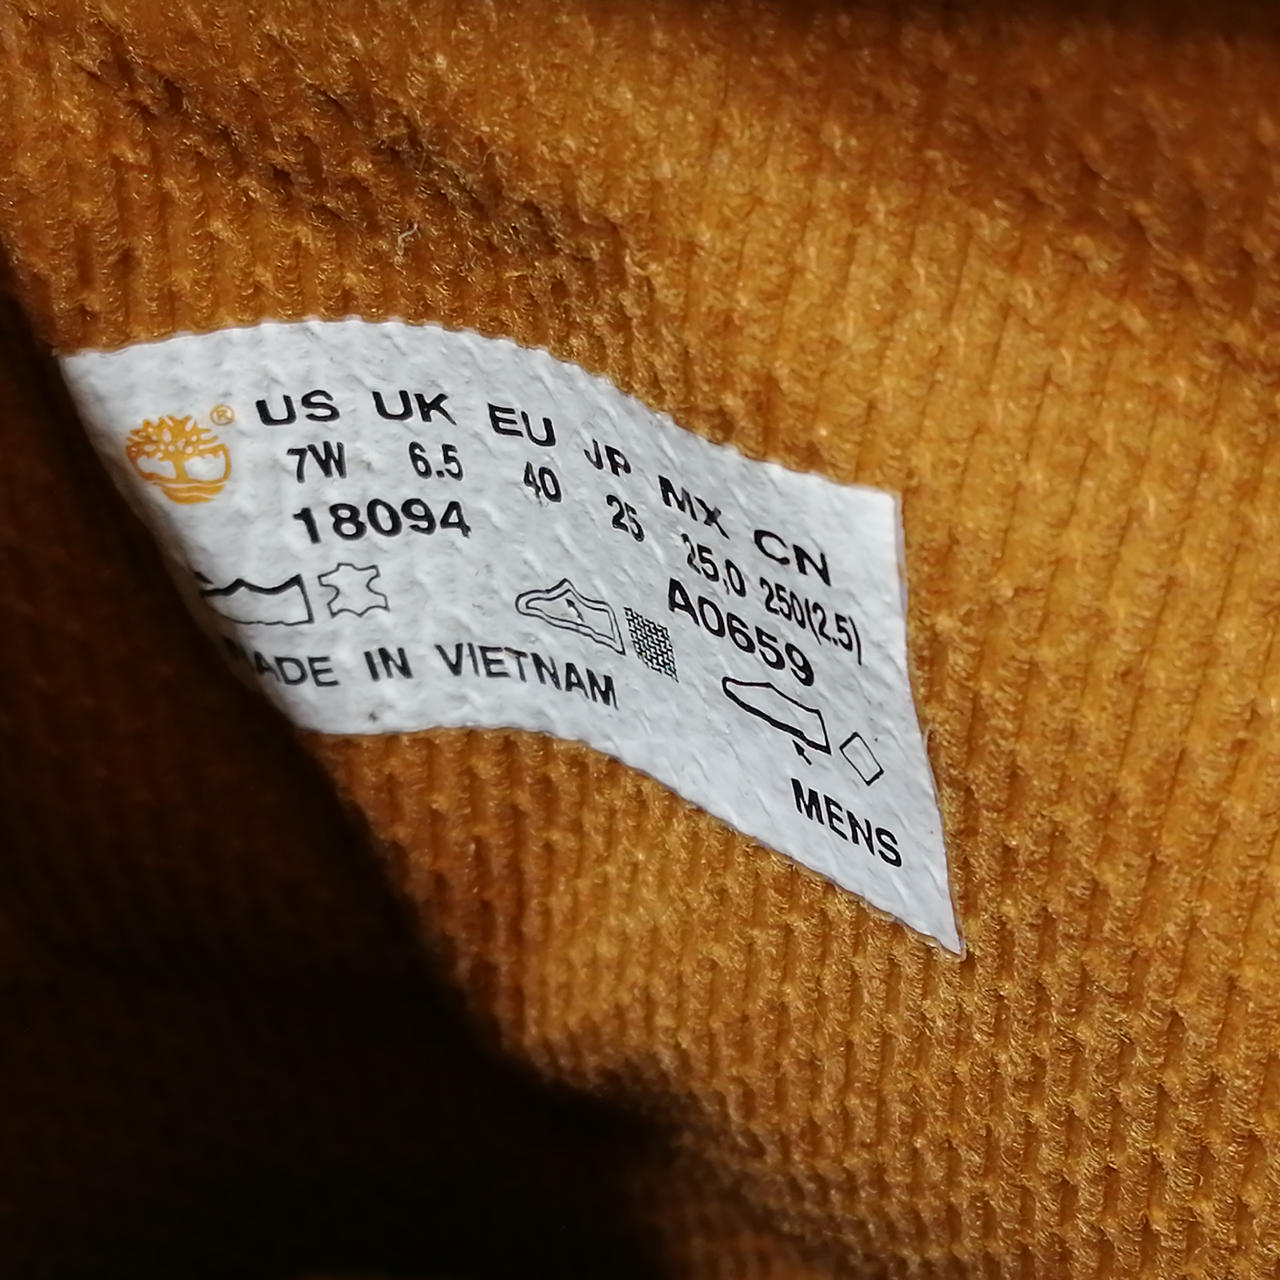 ® US UK EU JP MX CN
7W 6.5 40 25 25,0 250(2.5)
18094 A0659
MADE IN VIETNAM
MENS